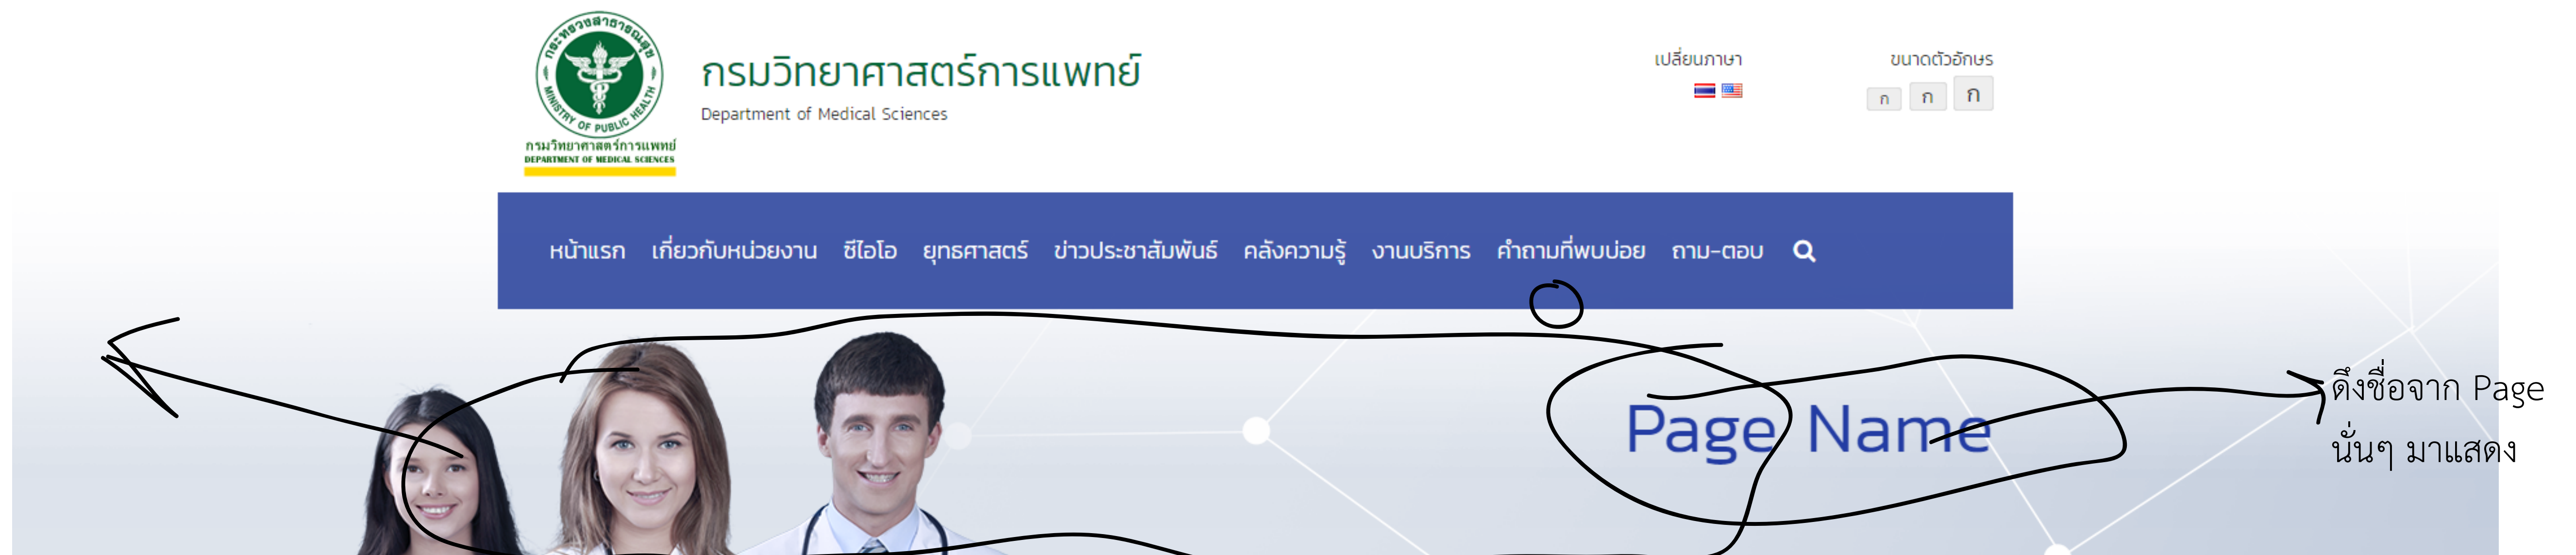 กระทรวงสาธารณสุข
MINISTRY OF PUBLIC HEALTH
กรมวิทยาศาสตร์การแพทย์
DEPARTMENT OF MEDICAL SCIENCES
กรมวิทยาศาสตร์การแพทย์
Department of Medical Sciences
เปลี่ยนภาษา
ขนาดตัวอักษร
ก ก ก
หน้าแรก เกี่ยวกับหน่วยงาน ซีไอโอ ยุทธศาสตร์ ข่าวประชาสัมพันธ์ คลังความรู้ งานบริการ คำถามที่พบบ่อย ถาม-ตอบ
Page Name
ดึงชื่อจาก Page
นั่นๆ มาแสดง